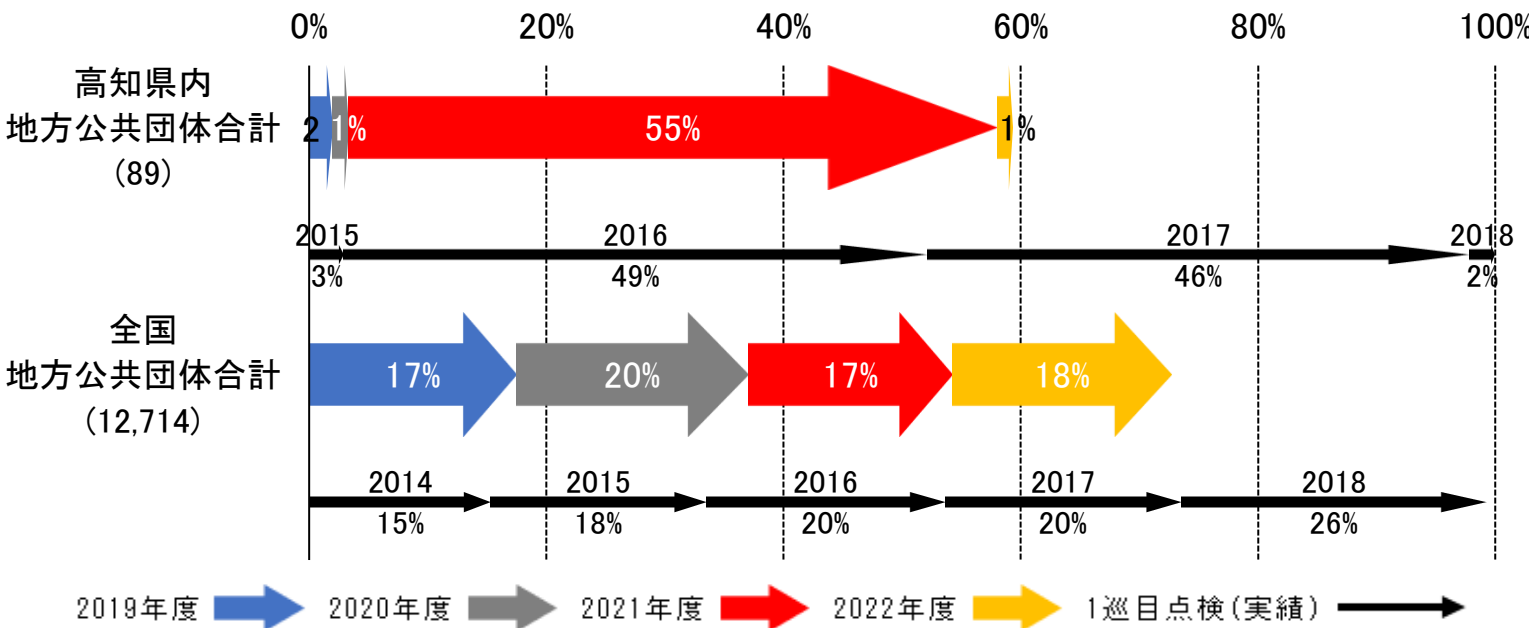 0% 20% 40% 60% 80% 100%
高知県内
地方公共団体合計
(89)
2 1% 55% 1%
2015 2016 2017 2018
3% 49% 46% 2%
全国
地方公共団体合計
(12,714)
17% 20% 17% 18%
2014 2015 2016 2017 2018
15% 18% 20% 20% 26%
2019年度 2020年度 2021年度 2022年度 1巡目点検(実績)